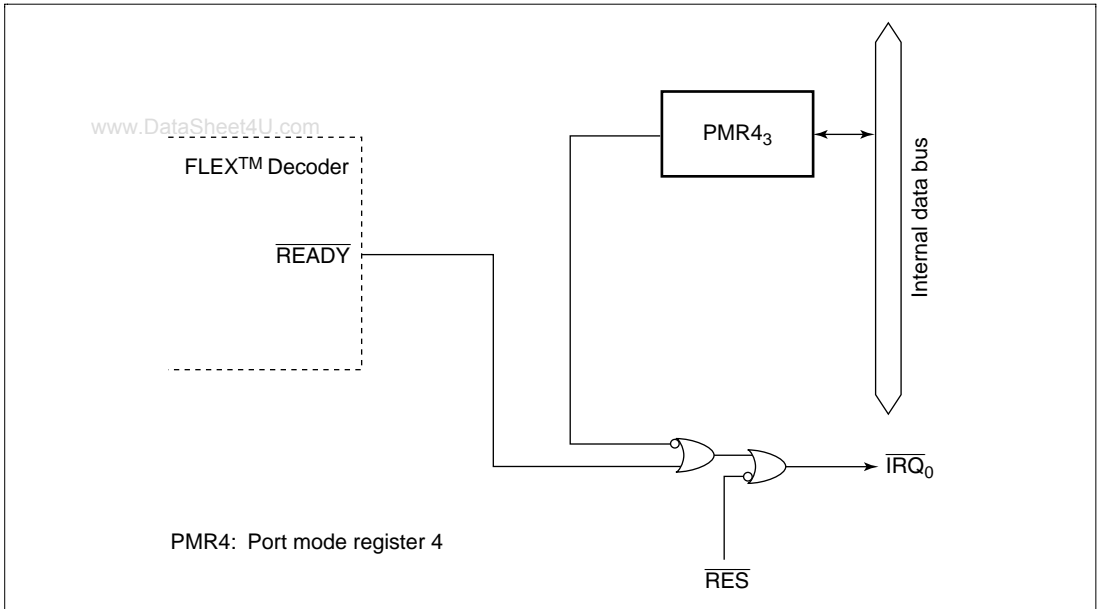 www.DataSheet4U.com
PMR4₃
FLEX™ Decoder
READY
Internal data bus
IRQ₀
PMR4: Port mode register 4
RES